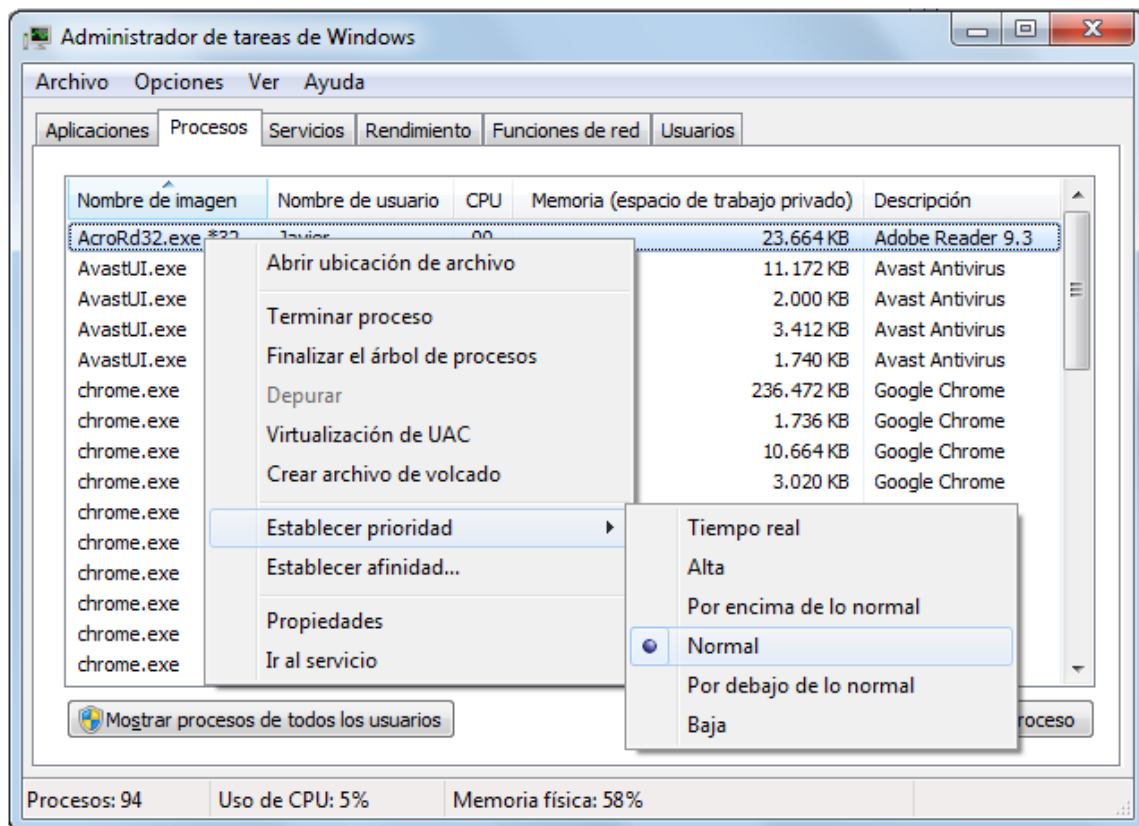 Administrador de tareas de Windows
Archivo Opciones Ver Ayuda
Aplicaciones Procesos Servicios Rendimiento Funciones de red Usuarios
Nombre de imagen Nombre de usuario CPU Memoria (espacio de trabajo privado) Descripción
AcroRd32.exe *32 Javier 00 23.664 KB Adobe Reader 9.3
AvastUI.exe 11.172 KB Avast Antivirus
AvastUI.exe 2.000 KB Avast Antivirus
AvastUI.exe 3.412 KB Avast Antivirus
AvastUI.exe 1.740 KB Avast Antivirus
chrome.exe 236.472 KB Google Chrome
chrome.exe 1.736 KB Google Chrome
chrome.exe 10.664 KB Google Chrome
chrome.exe 3.020 KB Google Chrome
chrome.exe
chrome.exe
chrome.exe
chrome.exe
chrome.exe
chrome.exe
Abrir ubicación de archivo
Terminar proceso
Finalizar el árbol de procesos
Depurar
Virtualización de UAC
Crear archivo de volcado
Establecer prioridad
Establecer afinidad...
Propiedades
Ir al servicio
Tiempo real
Alta
Por encima de lo normal
Normal
Por debajo de lo normal
Baja
Mostrar procesos de todos los usuarios
roceso
Procesos: 94 Uso de CPU: 5% Memoria física: 58%